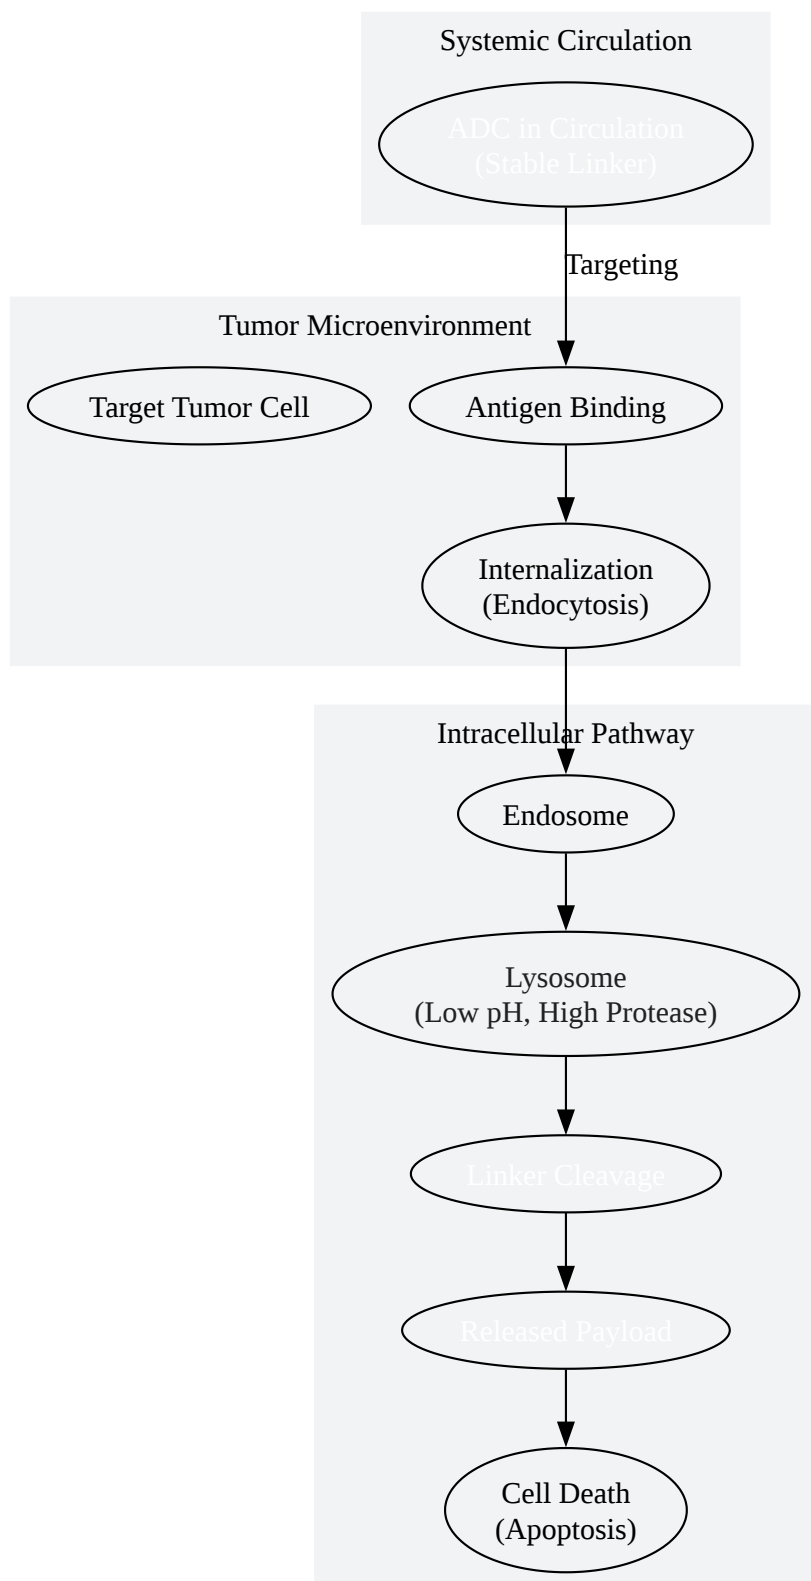 Systemic Circulation
ADC in Circulation
(Stable Linker)
Targeting
Tumor Microenvironment
Target Tumor Cell
Antigen Binding
Internalization
(Endocytosis)
Intracellular Pathway
Endosome
Lysosome
(Low pH, High Protease)
Linker Cleavage
Released Payload
Cell Death
(Apoptosis)